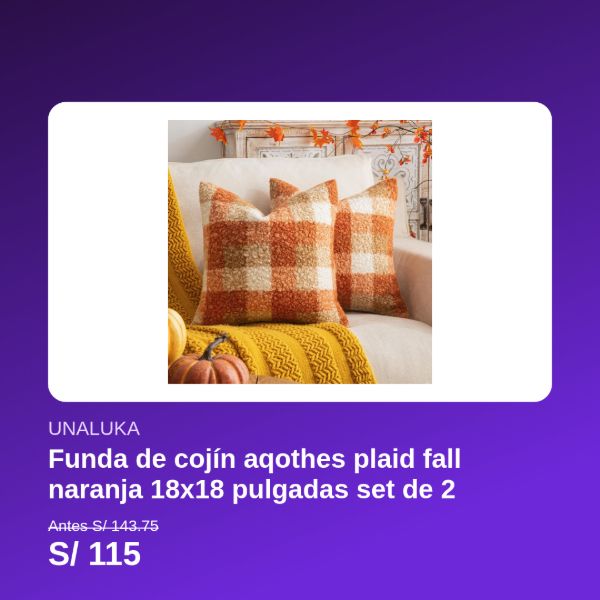 UNALUKA
Funda de cojín aqothes plaid fall
naranja 18x18 pulgadas set de 2
Antes S/ 143.75
S/ 115